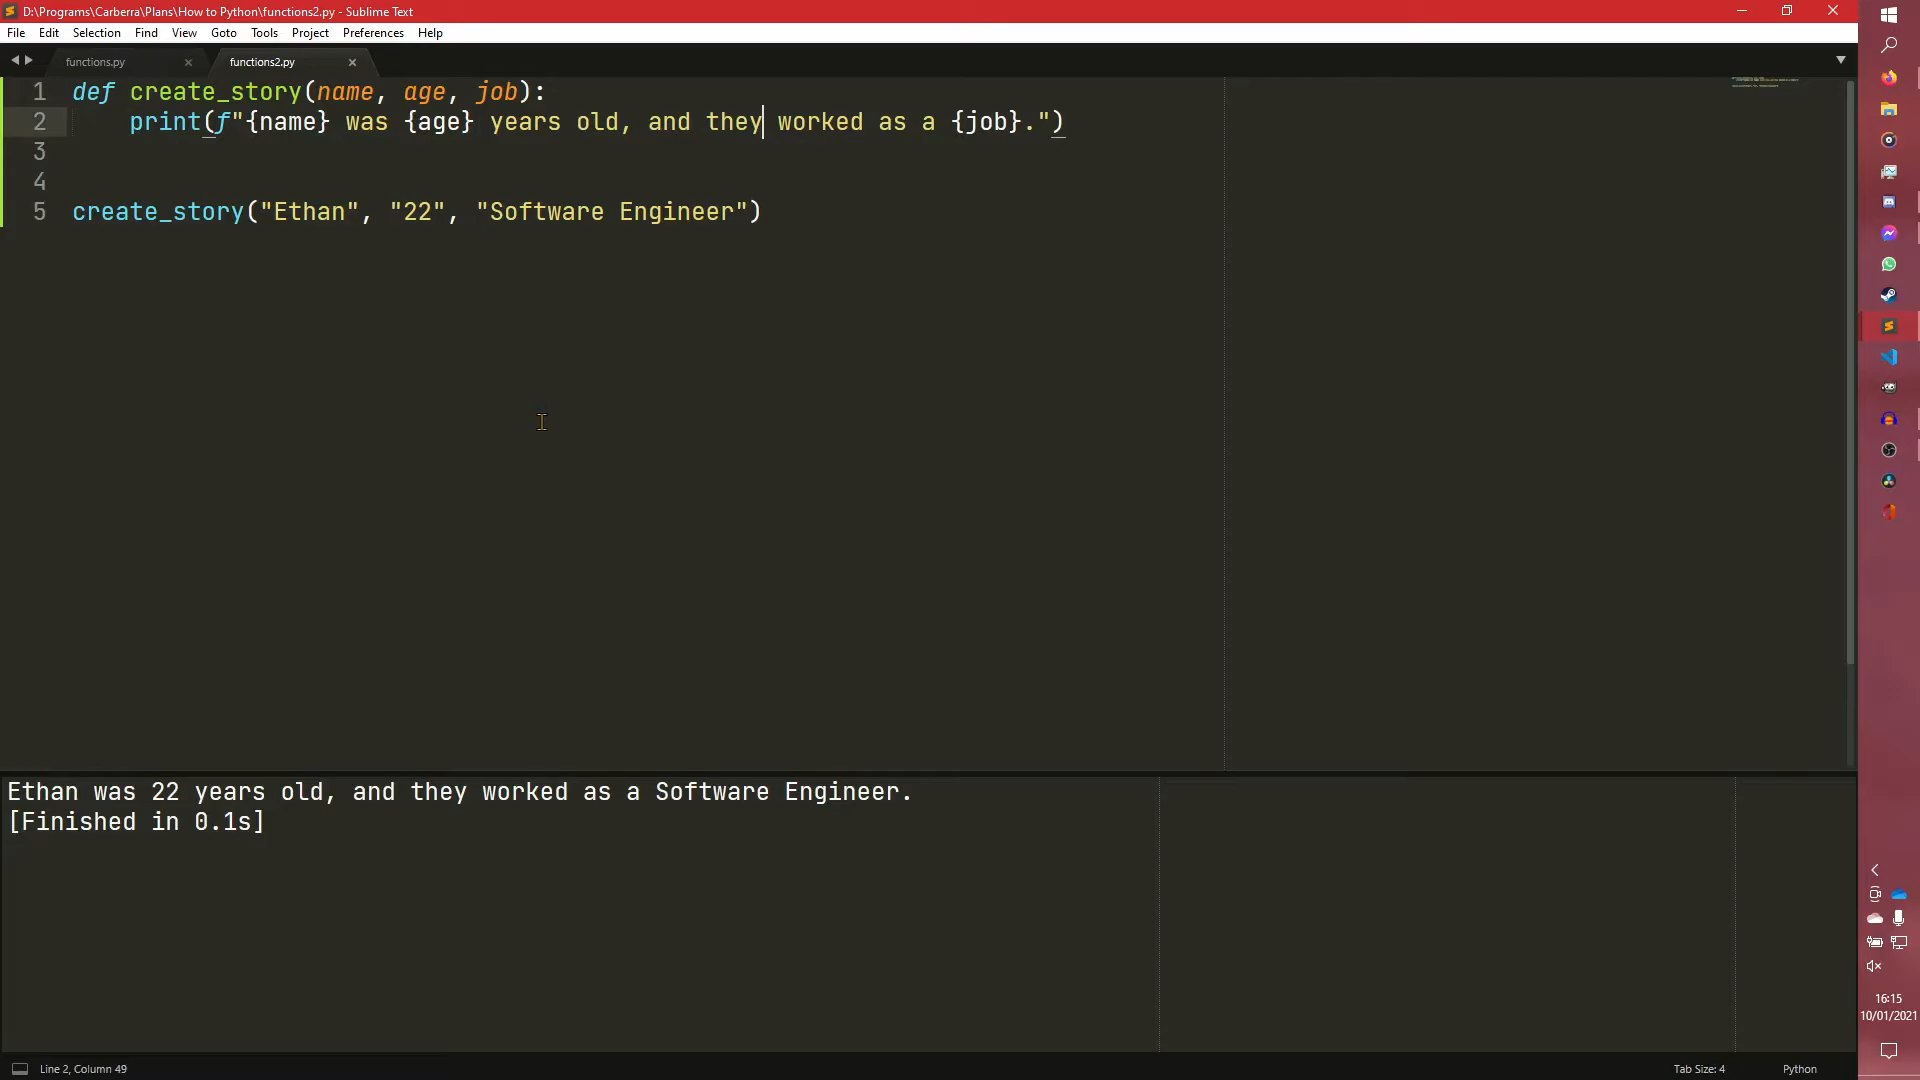 D:\Programs\Carberra\Plans\How to Python\functions2.py - Sublime Text
File Edit Selection Find View Goto Tools Project Preferences Help
functions.py functions2.py
1 def create_story(name, age, job):
2     print(f"{name} was {age} years old, and they worked as a {job}.")
3
4
5 create_story("Ethan", "22", "Software Engineer")
Ethan was 22 years old, and they worked as a Software Engineer.
[Finished in 0.1s]
16:15
10/01/2021
Line 2, Column 49 Tab Size: 4 Python